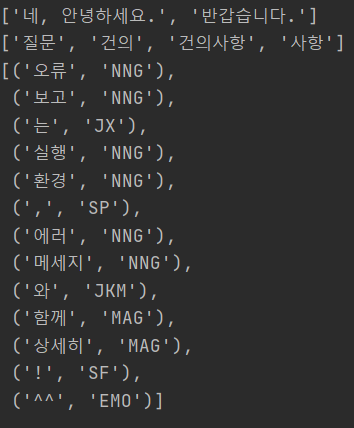 ['네, 안녕하세요.', '반갑습니다.']
['질문', '건의', '건의사항', '사항']
[('오류', 'NNG'),
 ('보고', 'NNG'),
 ('는', 'JX'),
 ('실행', 'NNG'),
 ('환경', 'NNG'),
 (',', 'SP'),
 ('에러', 'NNG'),
 ('메세지', 'NNG'),
 ('와', 'JKM'),
 ('함께', 'MAG'),
 ('상세히', 'MAG'),
 ('!', 'SF'),
 ('^^', 'EMO')]